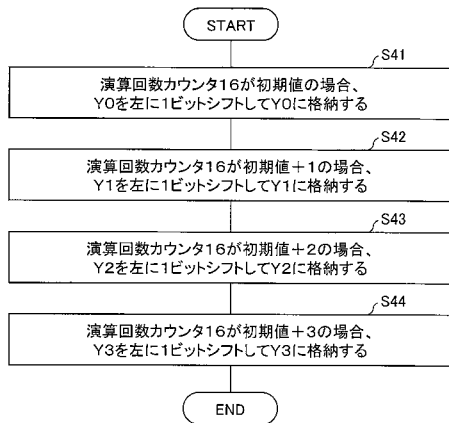 START
S41
演算回数カウンタ16が初期値の場合、
Y0を左に1ビットシフトしてY0に格納する
S42
演算回数カウンタ16が初期値+1の場合、
Y1を左に1ビットシフトしてY1に格納する
S43
演算回数カウンタ16が初期値+2の場合、
Y2を左に1ビットシフトしてY2に格納する
S44
演算回数カウンタ16が初期値+3の場合、
Y3を左に1ビットシフトしてY3に格納する
END